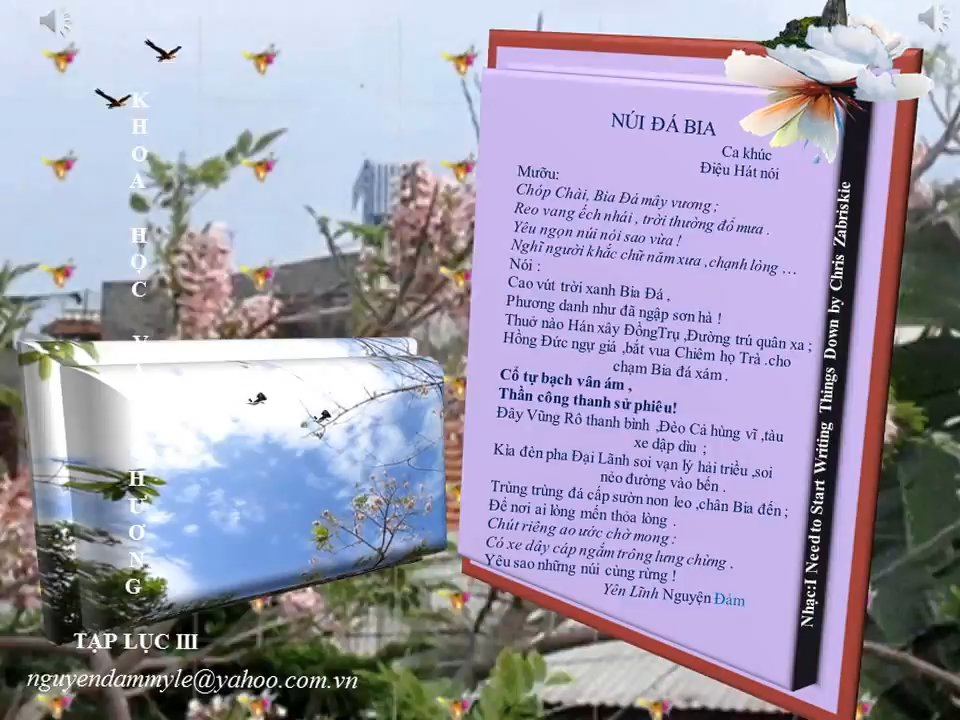 KHOA HỌC VÀ HƯƠNG
TẠP LỤC III
nguyendammyle@yahoo.com.vn
NÚI ĐÁ BIA
Ca khúc
Điệu Hát nói
Mưỡu:
Chóp Chài, Bia Đá mây vương ;
Reo vang ếch nhái , trời thường đổ mưa .
Yêu ngọn núi nói sao vừa !
Nghĩ người khắc chữ năm xưa ,chạnh lòng …
Nói :
Cao vút trời xanh Bia Đá ,
Phương danh như đã ngập sơn hà !
Thuở nào Hán xây ĐồngTrụ ,Đường trú quân xa ;
Hồng Đức ngự giá ,bắt vua Chiêm họ Trà .cho
chạm Bia đá xám .
Cổ tự bạch vân ám ,
Thần công thanh sử phiêu!
Đây Vũng Rô thanh bình ,Đèo Cả hùng vĩ ,tàu
xe dập dìu ;
Kia đèn pha Đại Lãnh soi vạn lý hải triều ,soi
nẻo đường vào bến .
Trùng trùng đá cấp sườn non leo ,chân Bia đến ;
Để nơi ai lòng mến thỏa lòng .
Chút riêng ao ước chờ mong :
Có xe dây cáp ngắm trông lưng chừng .
Yêu sao những núi cùng rừng !
Yên Lĩnh Nguyện Đảm
Nhạc:I Need to Start Writing Things Down by Chris Zabriskie